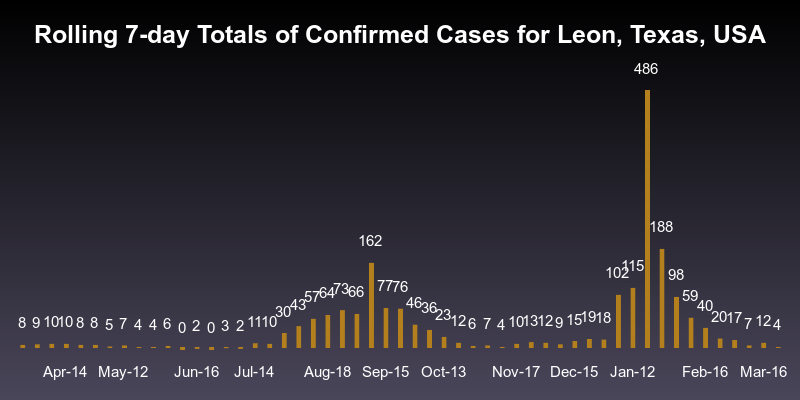 Rolling 7-day Totals of Confirmed Cases for Leon, Texas, USA
8 9 10 10 8 8 5 7 4 4 6 0 2 0 3 2 11 10 30 43 57 64 73 66 162 77 76 46 36 23 12 6 7 4 10 13 12 9 15 19 18 102 115 486 188 98 59 40 20 17 7 12 4
Apr-14 May-12 Jun-16 Jul-14 Aug-18 Sep-15 Oct-13 Nov-17 Dec-15 Jan-12 Feb-16 Mar-16